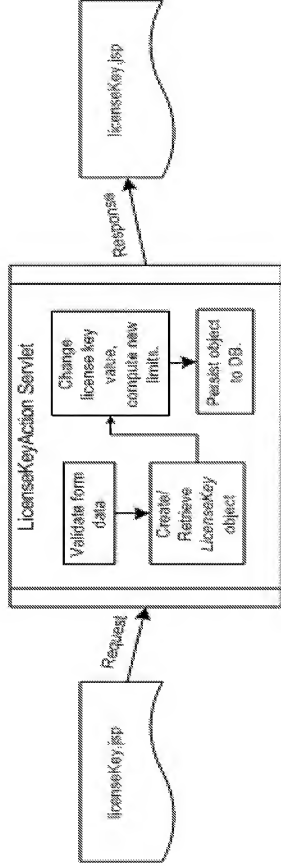 licenseKey.jsp
Request
LicenseKeyAction Servlet
Validate form
data
Create/
Retrieve
LicenseKey
object
Change
license key
value,
compute new
limits.
Persist object
to DB.
Response
licenseKey.jsp